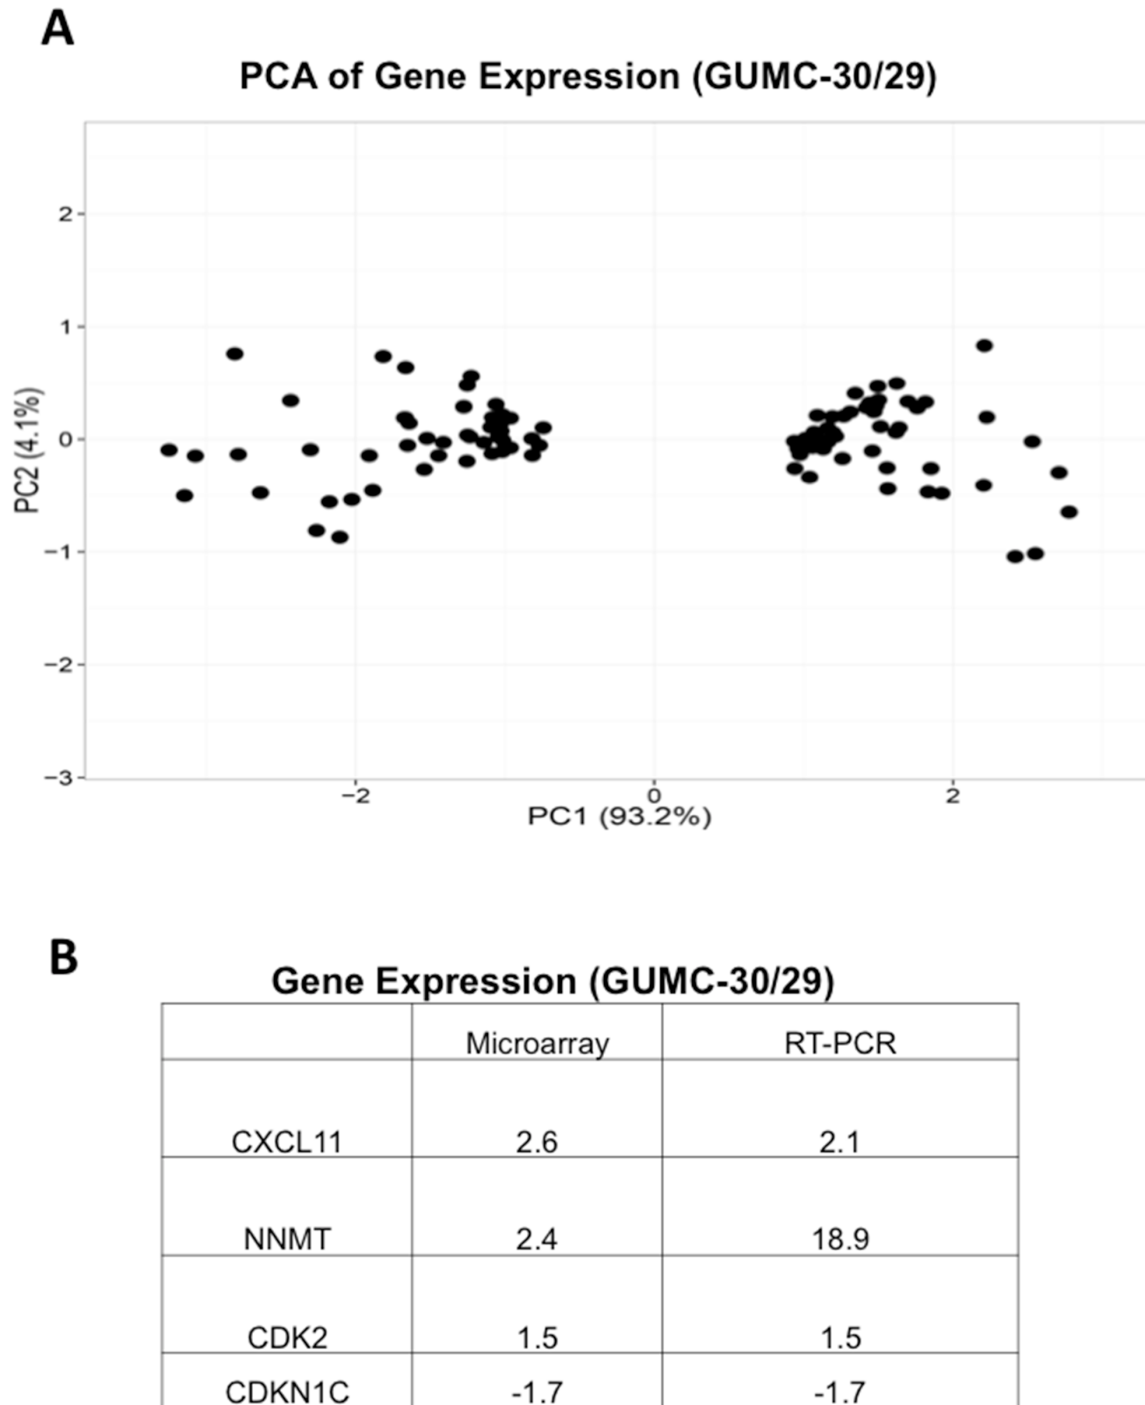 A
PCA of Gene Expression (GUMC-30/29)
2
1
0
−1
−2
−3
PC2 (4.1%)
−2 0 2
PC1 (93.2%)
B
Gene Expression (GUMC-30/29)
Microarray RT-PCR
CXCL11 2.6 2.1
NNMT 2.4 18.9
CDK2 1.5 1.5
CDKN1C -1.7 -1.7